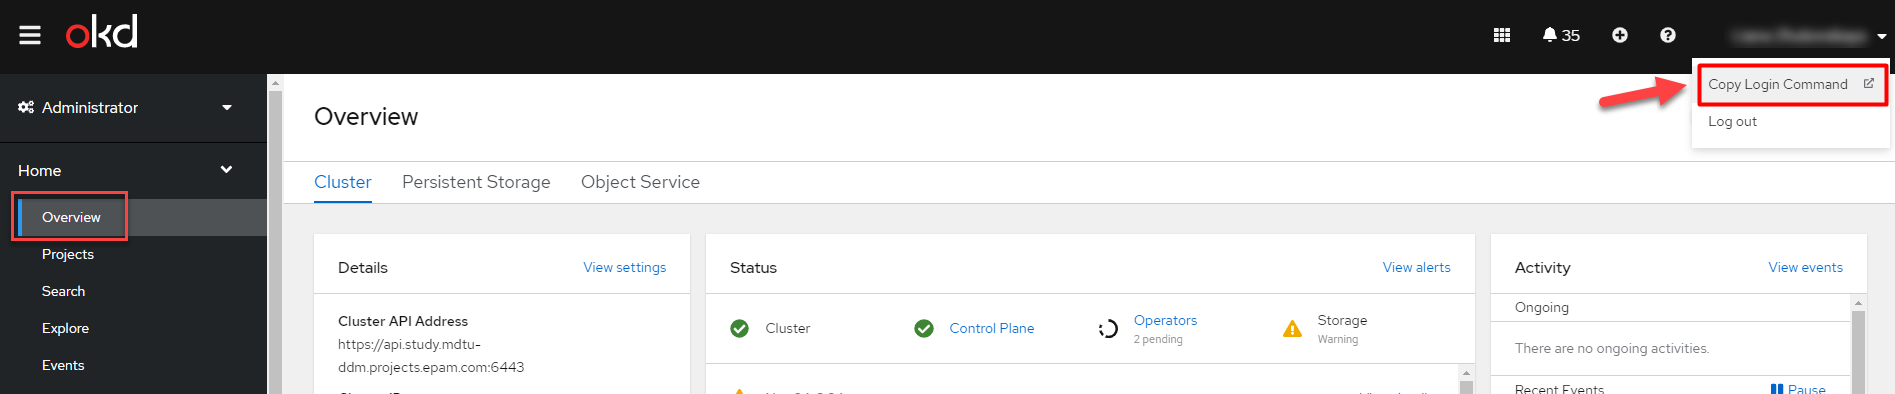 okd
35
Copy Login Command
Log out
Administrator
Home
Overview
Projects
Search
Explore
Events
Overview
Cluster Persistent Storage Object Service
Details View settings
Cluster API Address
https://api.study.mdtu-
ddm.projects.epam.com:6443
Status View alerts
Cluster
Control Plane
Operators
2 pending
Storage
Warning
Activity View events
Ongoing
There are no ongoing activities.
Recent Events Pause